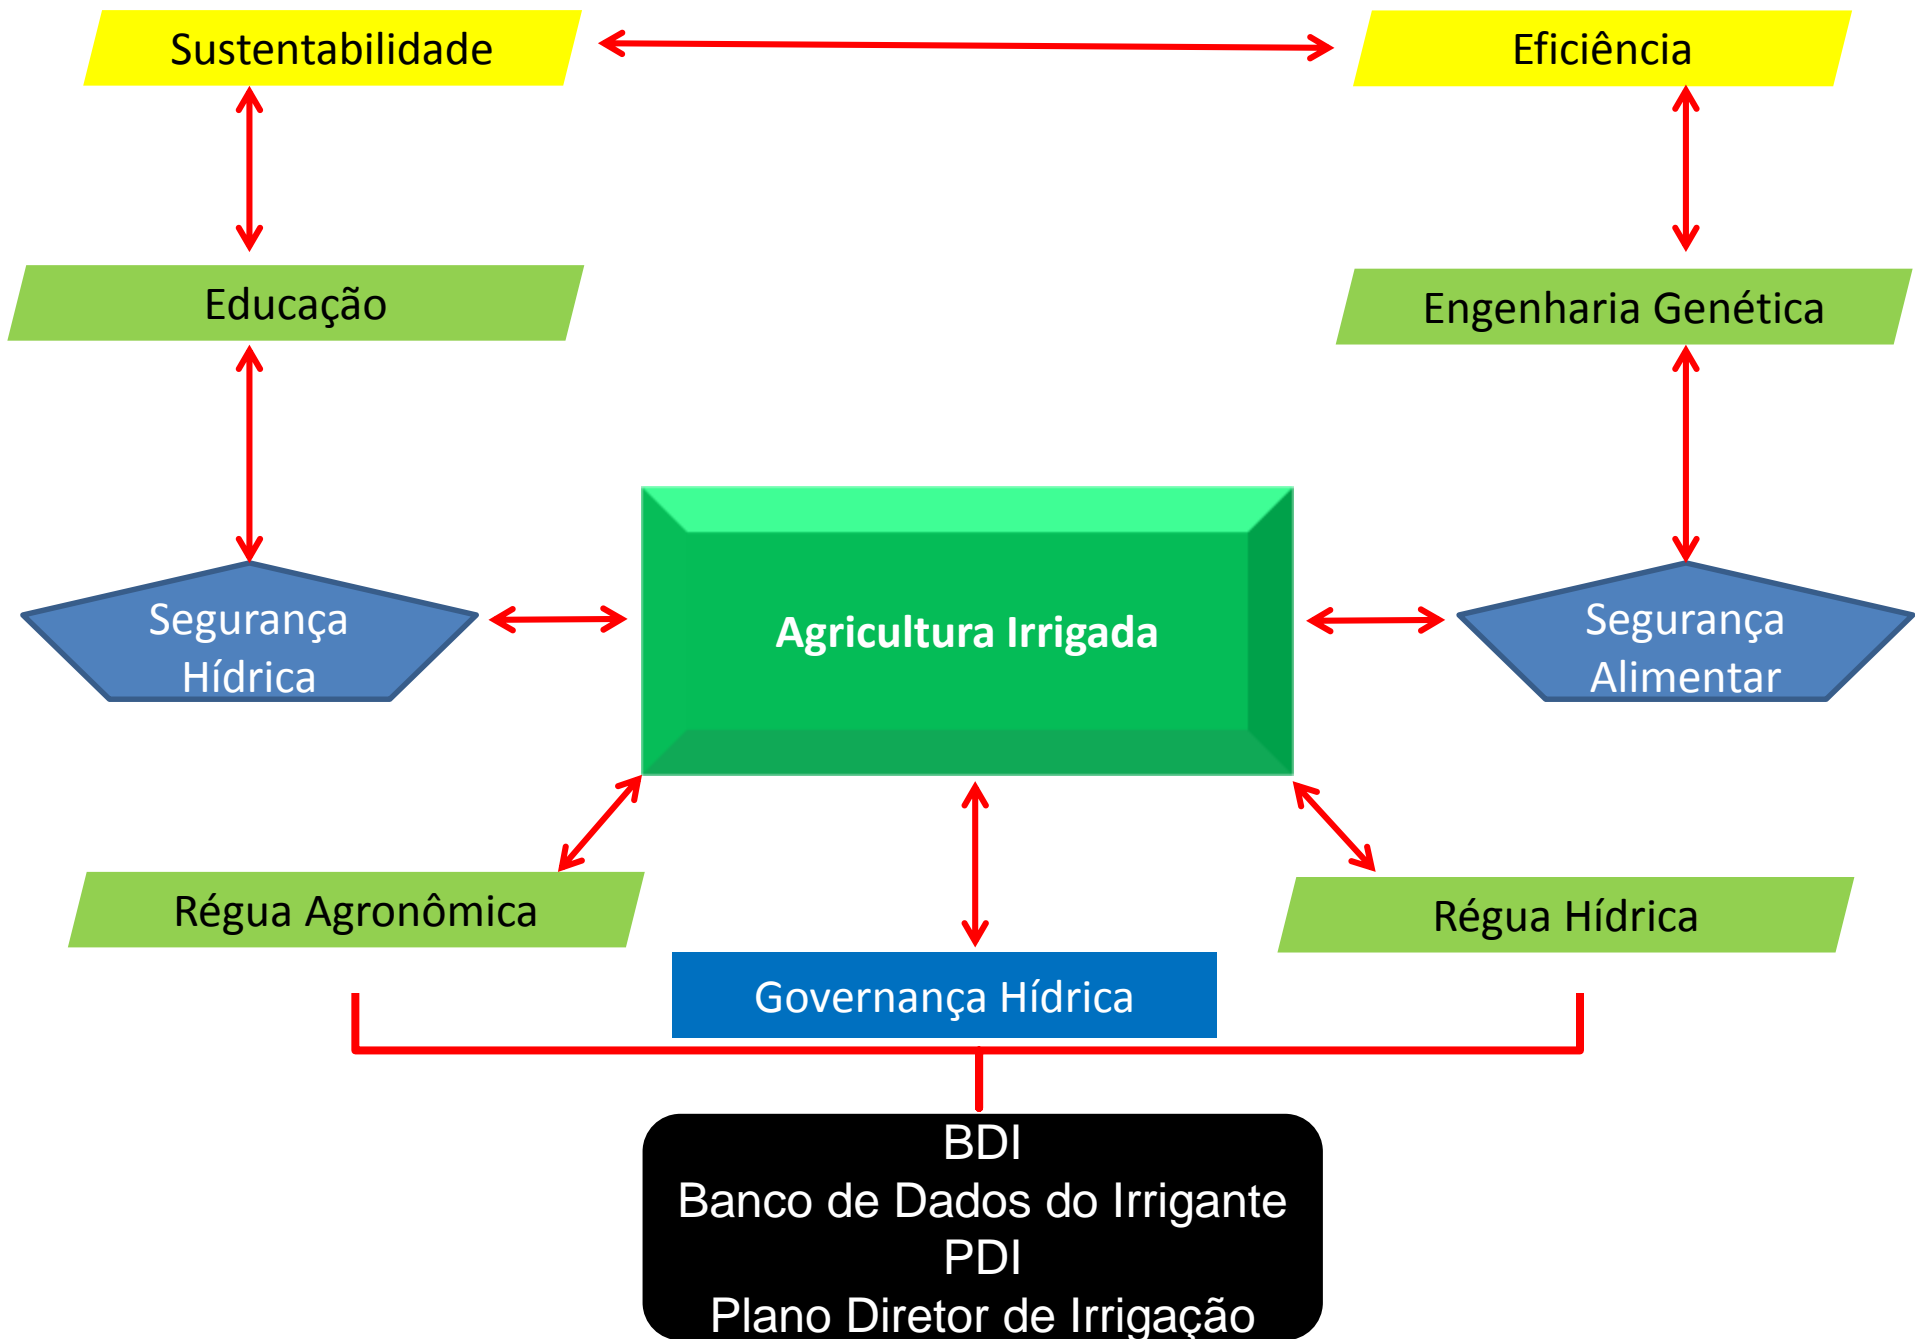 Sustentabilidade
Eficiência
Educação
Engenharia Genética
Segurança
Hídrica
Agricultura Irrigada
Segurança
Alimentar
Régua Agronômica
Régua Hídrica
Governança Hídrica
BDI
Banco de Dados do Irrigante
PDI
Plano Diretor de Irrigação